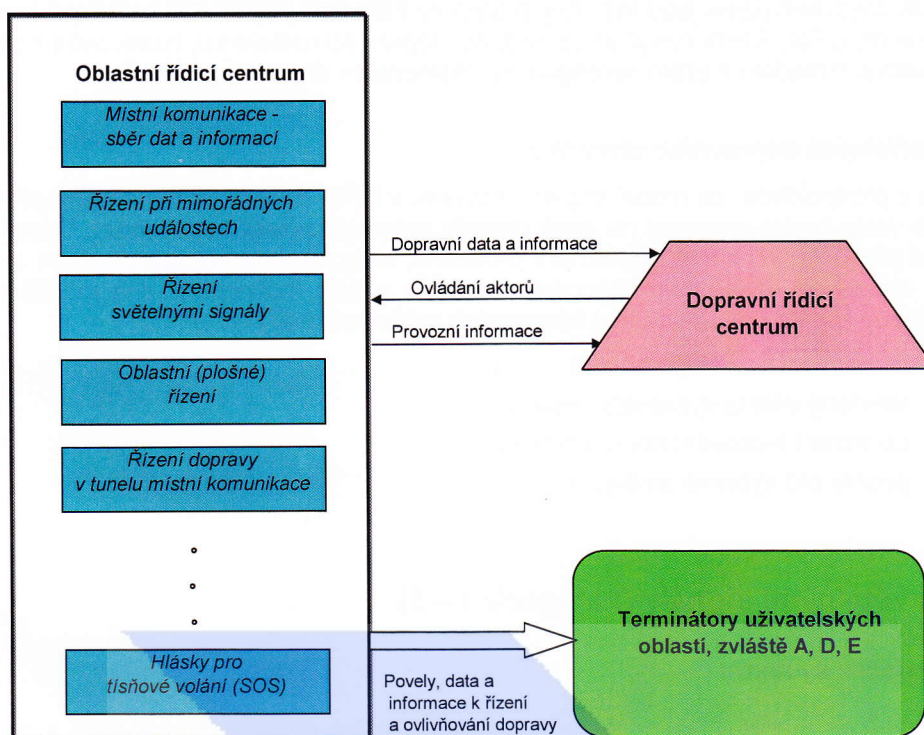 Oblastní řídicí centrum
Místní komunikace -
sběr dat a informací
Řízení při mimořádných
událostech
Řízení
světelnými signály
Oblastní (plošné)
řízení
Řízení dopravy
v tunelu místní komunikace
Hlásky pro
tísňové volání (SOS)
Dopravní data a informace
Ovládání aktorů
Provozní informace
Dopravní řídicí
centrum
Terminátory uživatelských
oblastí, zvláště A, D, E
Povely, data a
informace k řízení
a ovlivňování dopravy